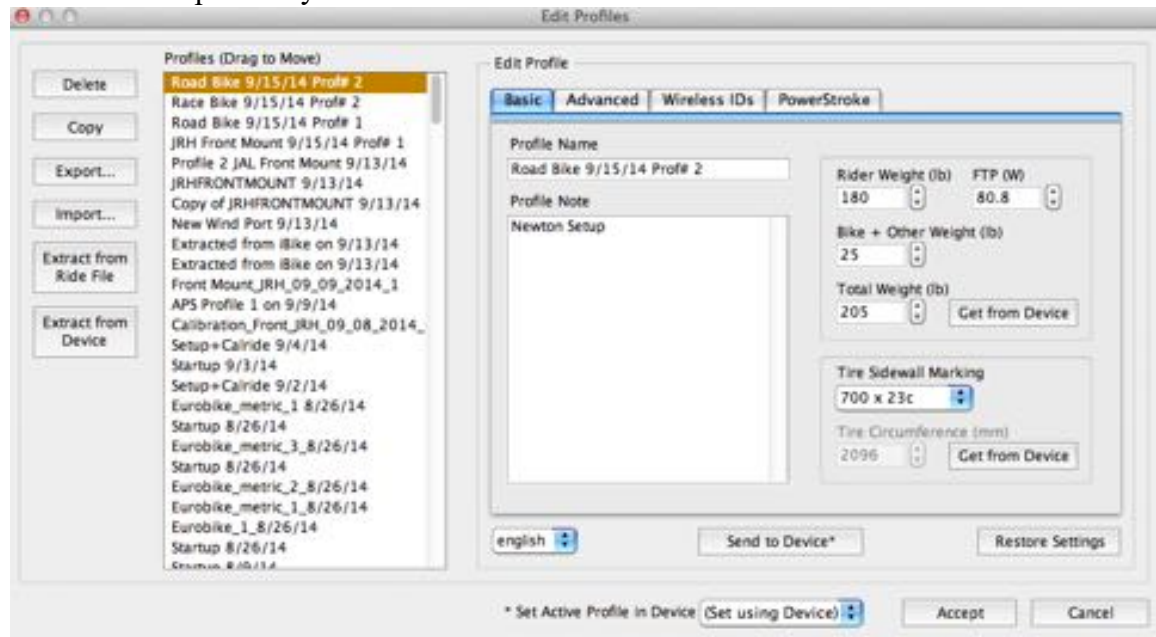 Edit Profiles
Delete
Copy
Export...
Import...
Extract from
Ride File
Extract from
Device
Profiles (Drag to Move)
Road Bike 9/15/14 Prof# 2
Race Bike 9/15/14 Prof# 2
Road Bike 9/15/14 Prof# 1
JRH Front Mount 9/15/14 Prof# 1
Profile 2 JAL Front Mount 9/13/14
JRHFRONTMOUNT 9/13/14
Copy of JRHFRONTMOUNT 9/13/14
New Wind Port 9/13/14
Extracted from iBike on 9/13/14
Extracted from iBike on 9/13/14
Front Mount_JRH_09_09_2014_1
APS Profile 1 on 9/9/14
Calibration_Front_JRH_09_08_2014_
Setup+Calride 9/4/14
Startup 9/3/14
Setup+Calride 9/2/14
Eurobike_metric_1 8/26/14
Startup 8/26/14
Eurobike_metric_3_8/26/14
Startup 8/26/14
Eurobike_metric_2_8/26/14
Eurobike_metric_1_8/26/14
Eurobike_1_8/26/14
Startup 8/26/14
Startup 8/9/14
Edit Profile
Basic Advanced Wireless IDs PowerStroke
Profile Name
Road Bike 9/15/14 Prof# 2
Profile Note
Newton Setup
Rider Weight (lb) FTP (W)
180 80.8
Bike + Other Weight (lb)
25
Total Weight (lb)
205 Get from Device
Tire Sidewall Marking
700 x 23c
Tire Circumference (mm)
2096 Get from Device
english Send to Device* Restore Settings
* Set Active Profile in Device (Set using Device) Accept Cancel